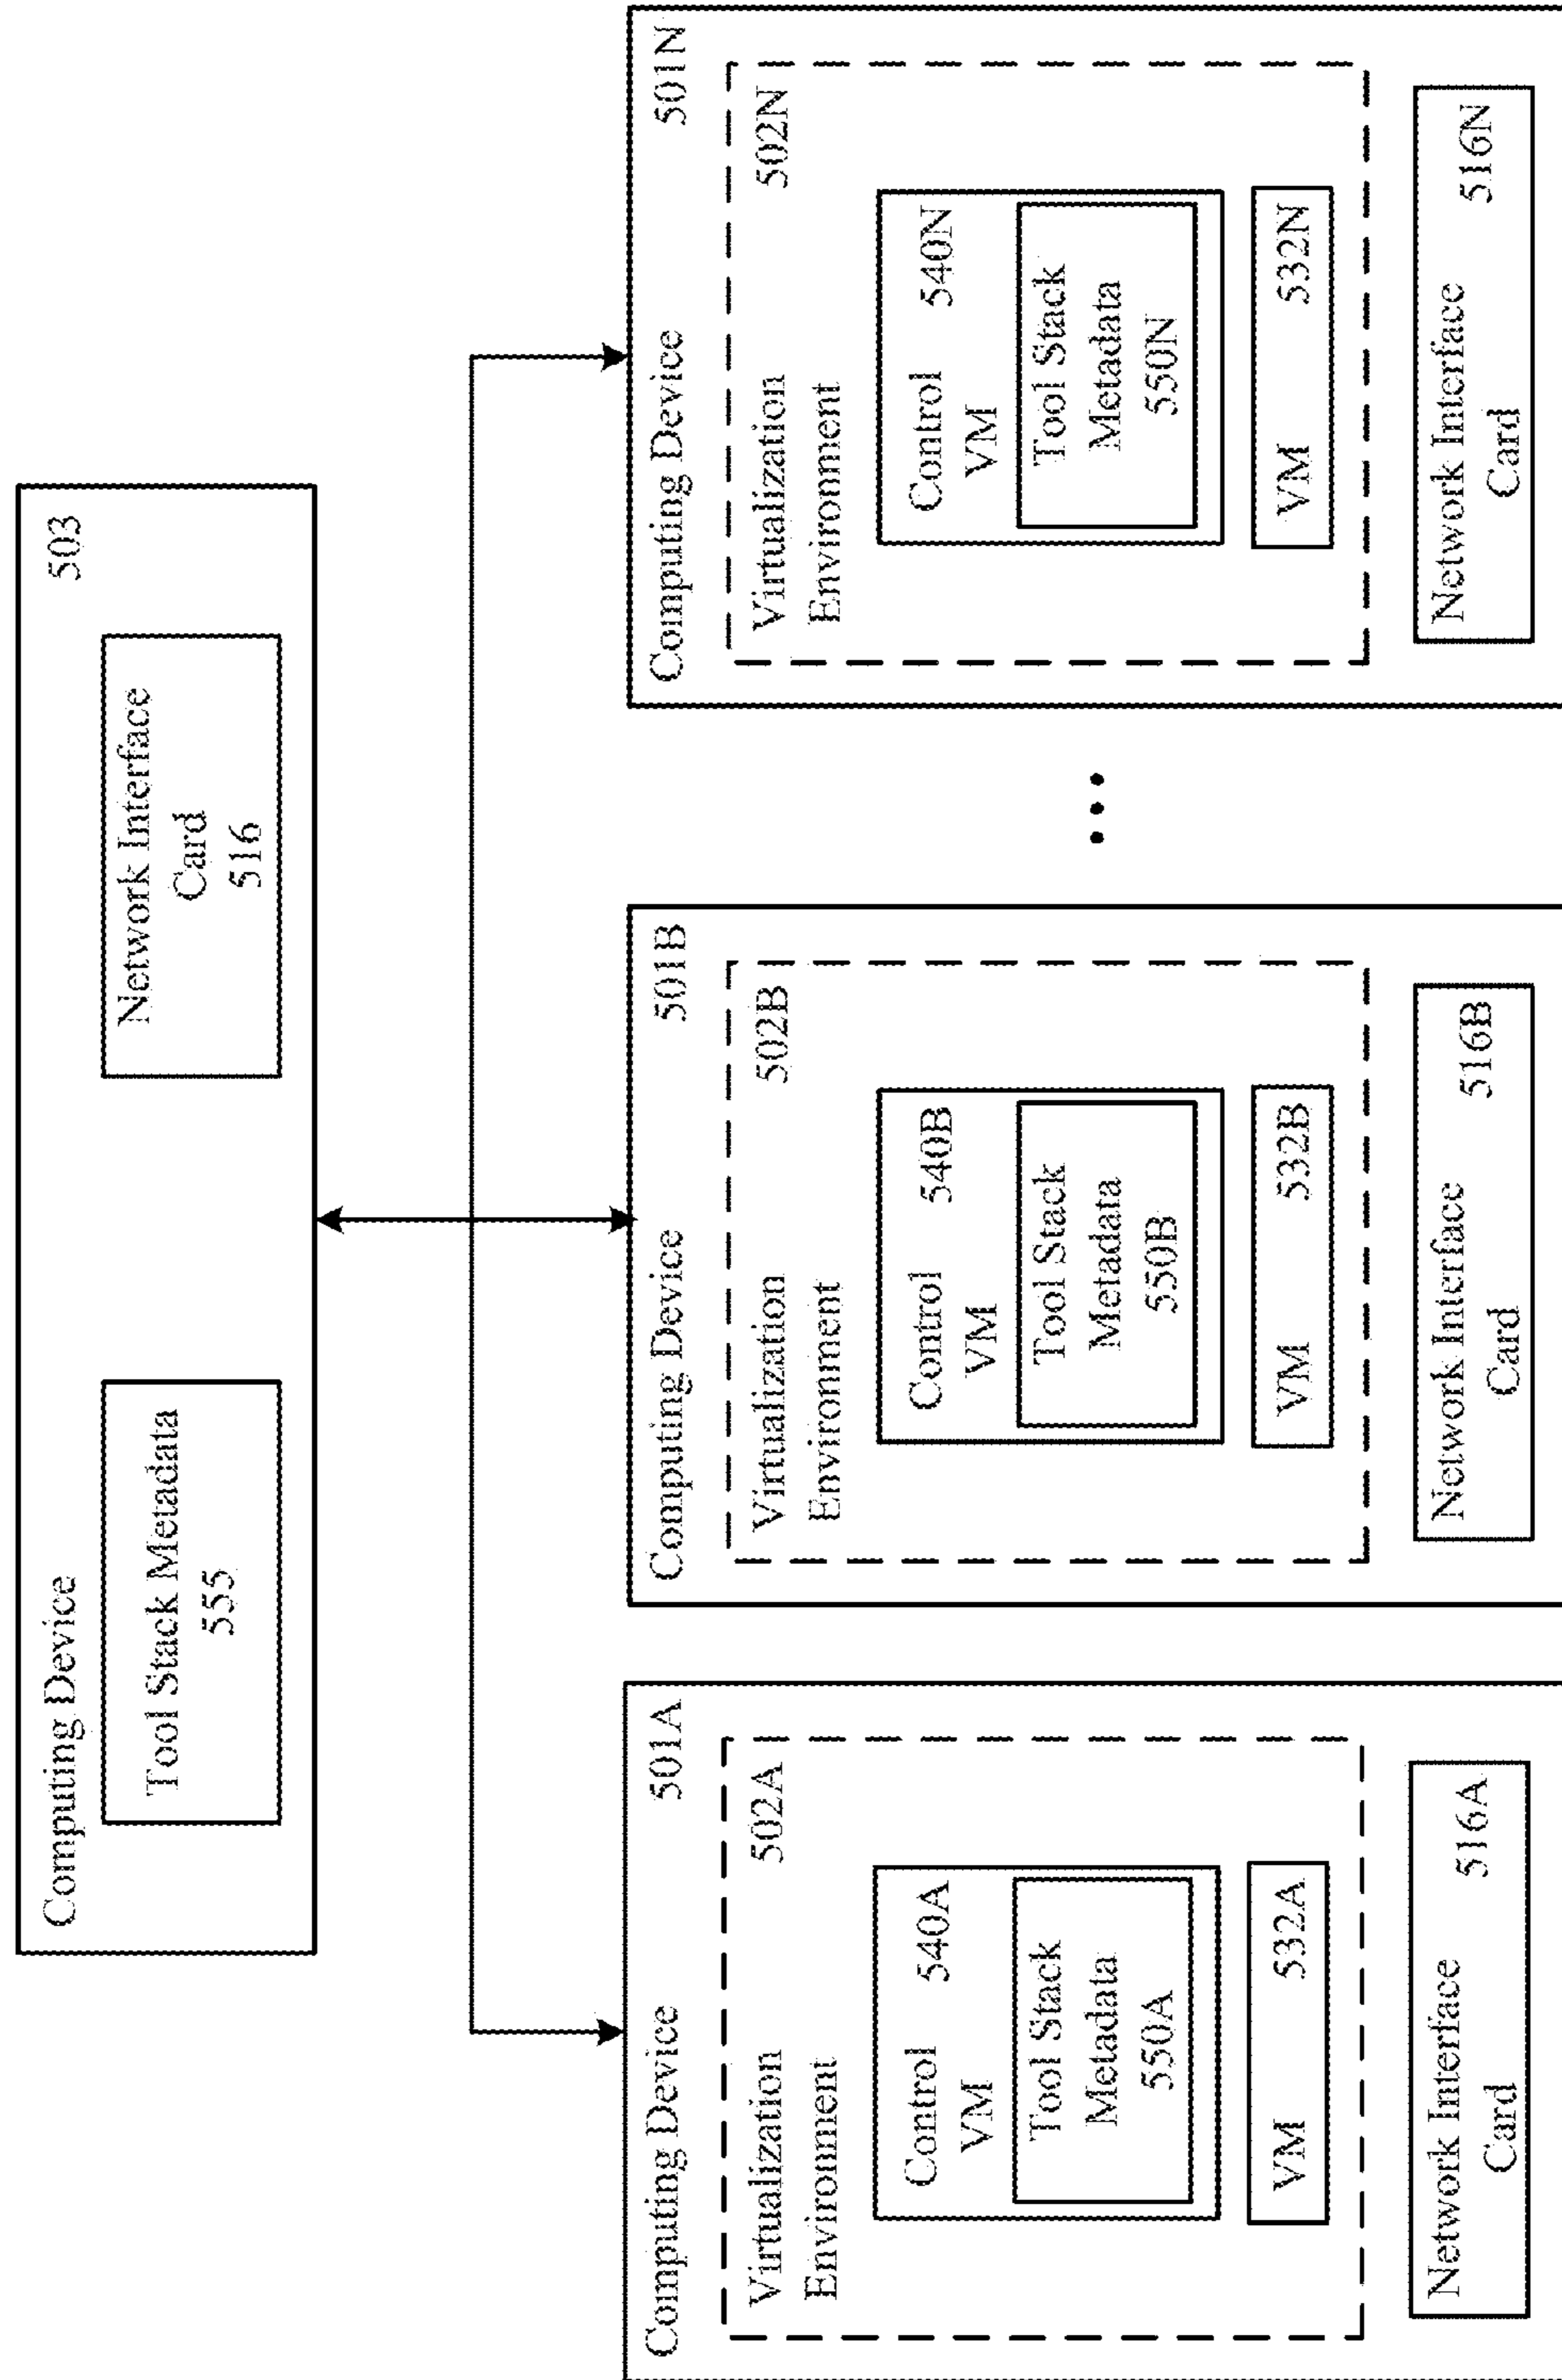 Computing Device
503
Tool Stack Metadata
555
Network Interface
Card
516
Computing Device
501A
Virtualization
502A
Environment
Control
540A
VM
Tool Stack
Metadata
550A
VM
532A
Network Interface
516A
Card
Computing Device
501B
Virtualization
502B
Environment
Control
540B
VM
Tool Stack
Metadata
550B
VM
532B
Network Interface
516B
Card
...
Computing Device
501N
Virtualization
502N
Environment
Control
540N
VM
Tool Stack
Metadata
550N
VM
532N
Network Interface
516N
Card